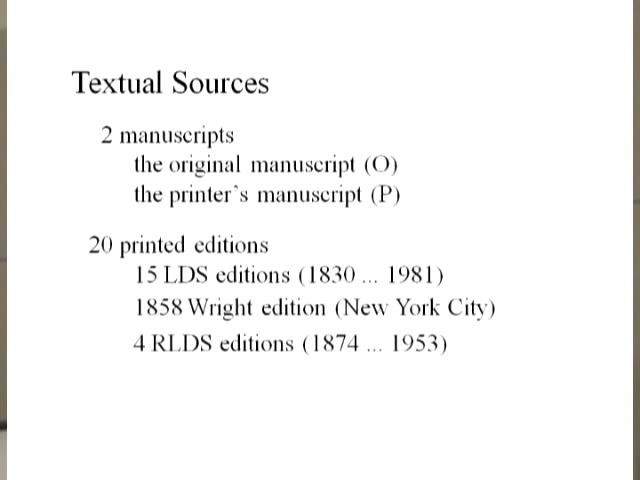 Textual Sources
2 manuscripts
the original manuscript (O)
the printer's manuscript (P)
20 printed editions
15 LDS editions (1830 ... 1981)
1858 Wright edition (New York City)
4 RLDS editions (1874 ... 1953)